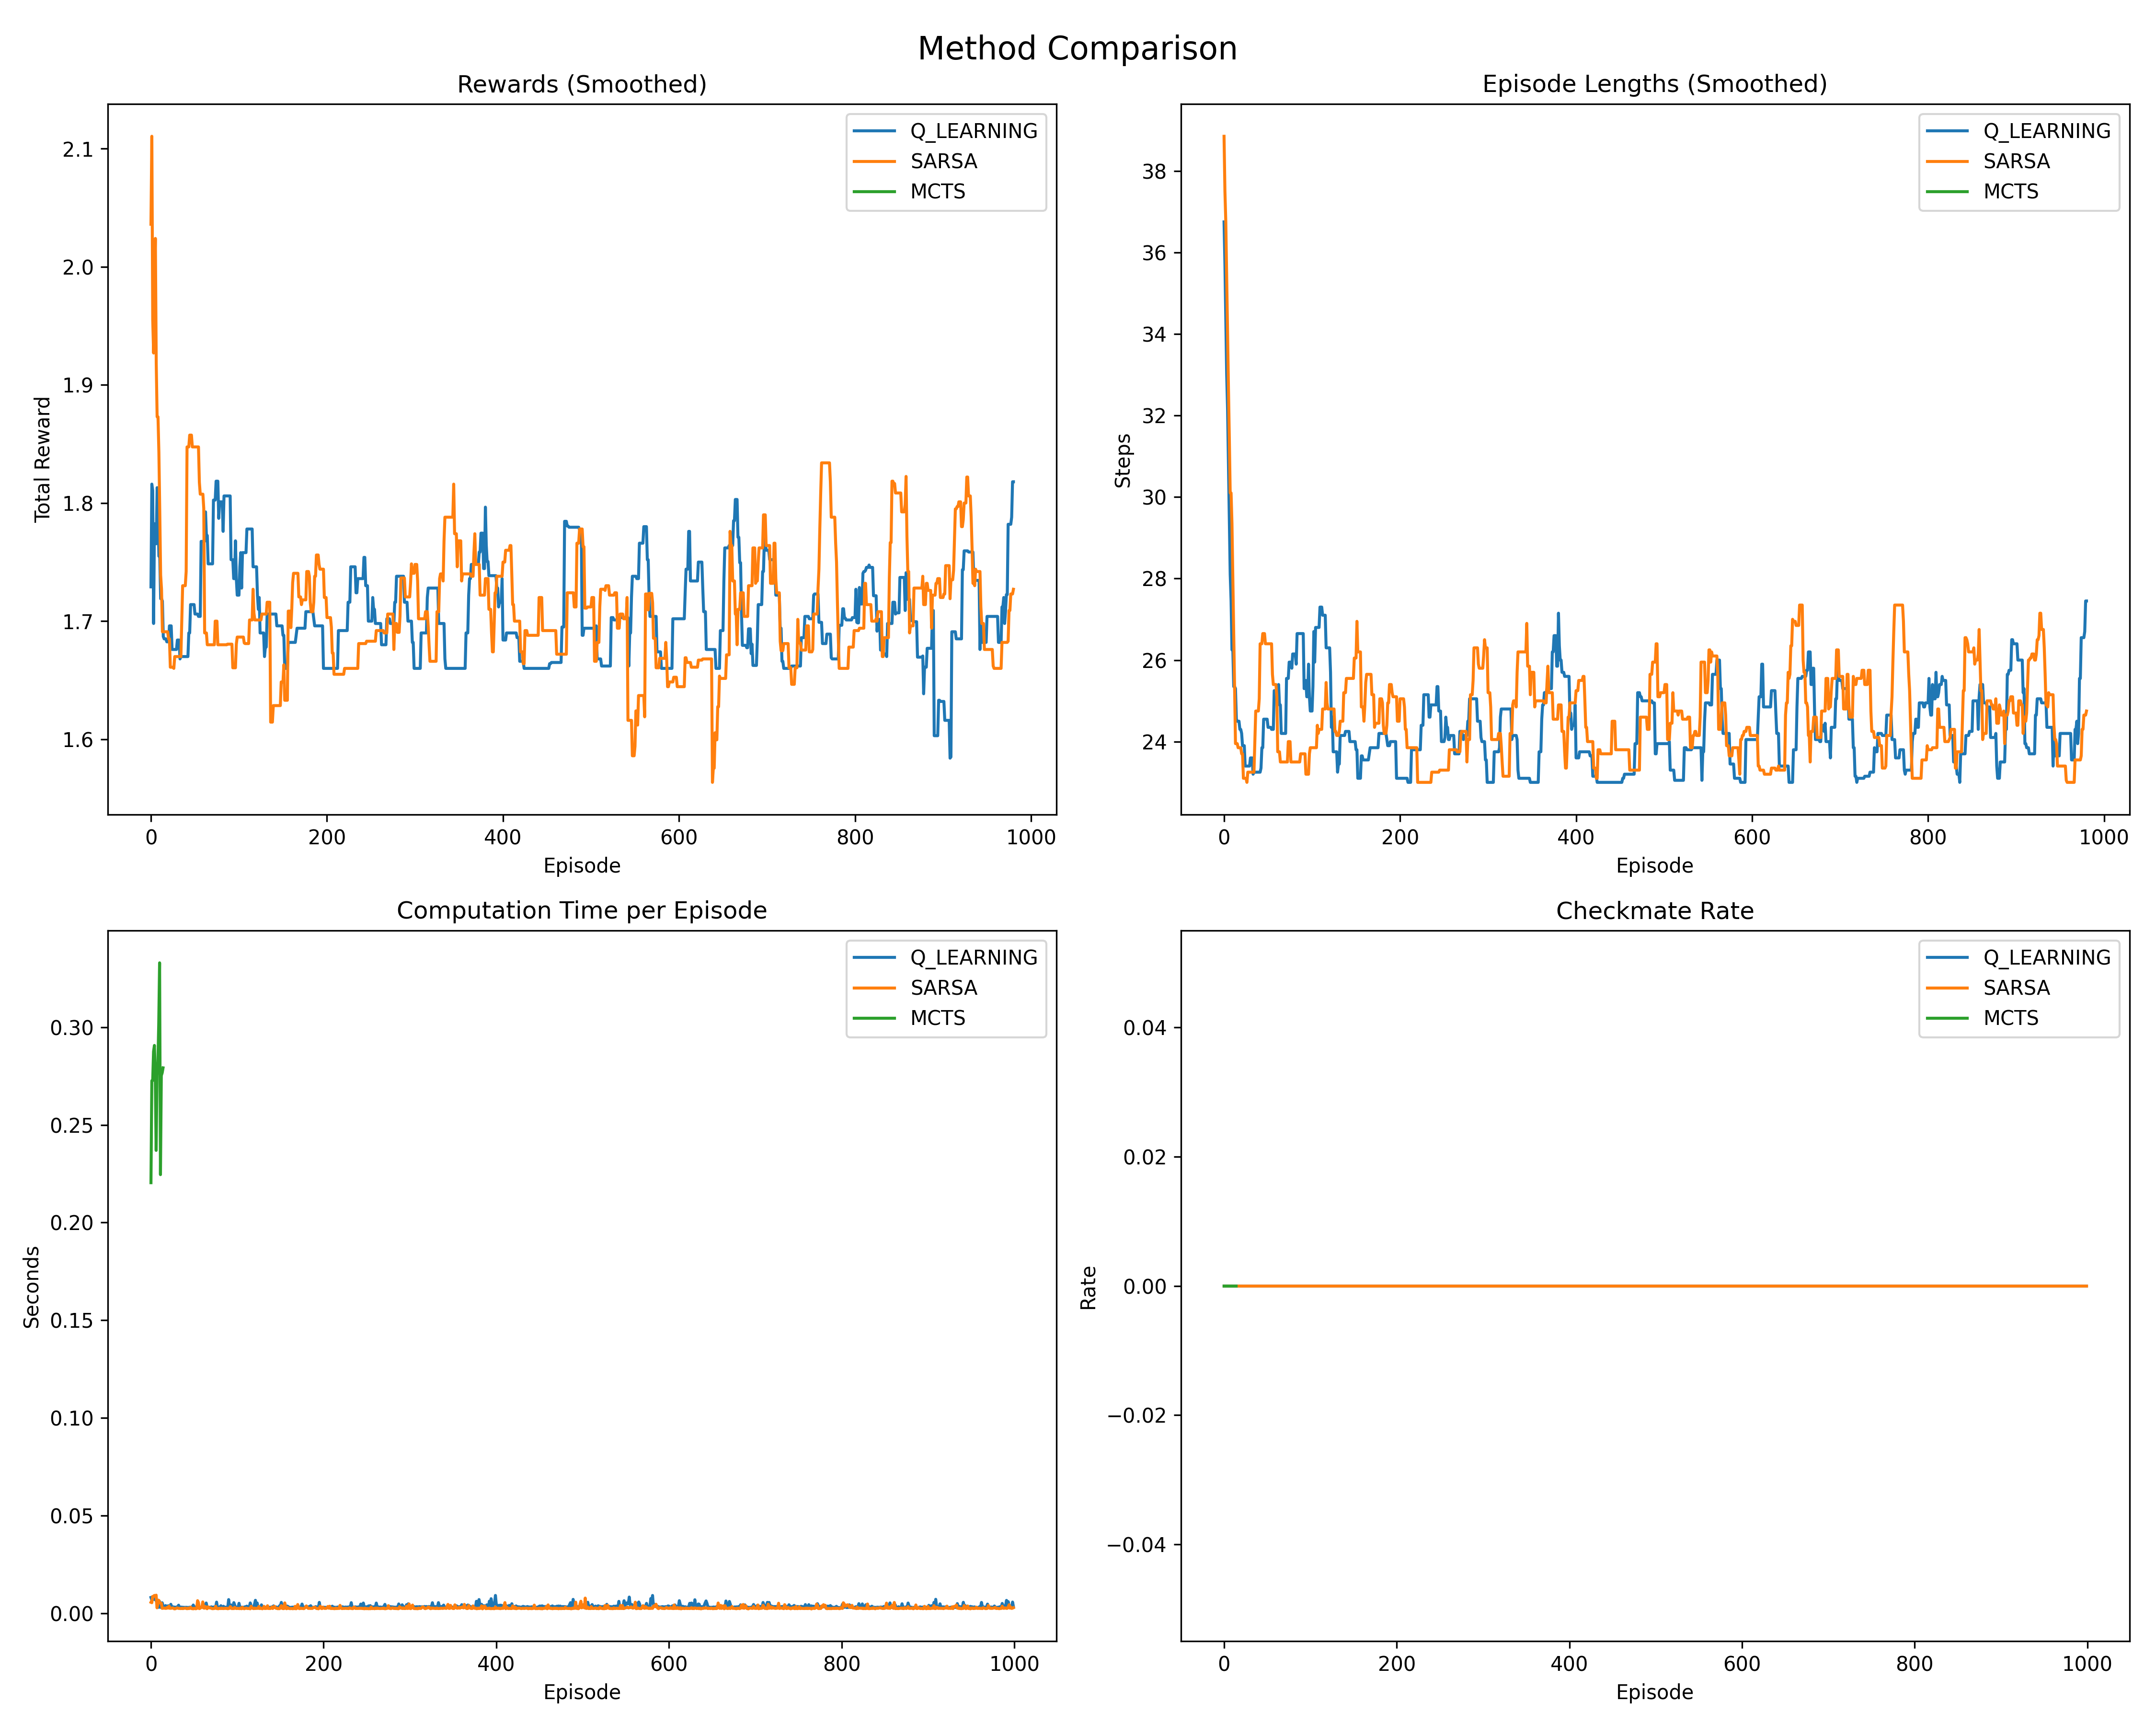 Method Comparison
Rewards (Smoothed)
Q_LEARNING
SARSA
MCTS
2.1
2.0
1.9
1.8
1.7
1.6
Total Reward
0 200 400 600 800 1000
Episode
Episode Lengths (Smoothed)
Q_LEARNING
SARSA
MCTS
38
36
34
32
30
28
26
24
Steps
0 200 400 600 800 1000
Episode
Computation Time per Episode
Q_LEARNING
SARSA
MCTS
0.30
0.25
0.20
0.15
0.10
0.05
0.00
Seconds
0 200 400 600 800 1000
Episode
Checkmate Rate
Q_LEARNING
SARSA
MCTS
0.04
0.02
0.00
−0.02
−0.04
Rate
0 200 400 600 800 1000
Episode